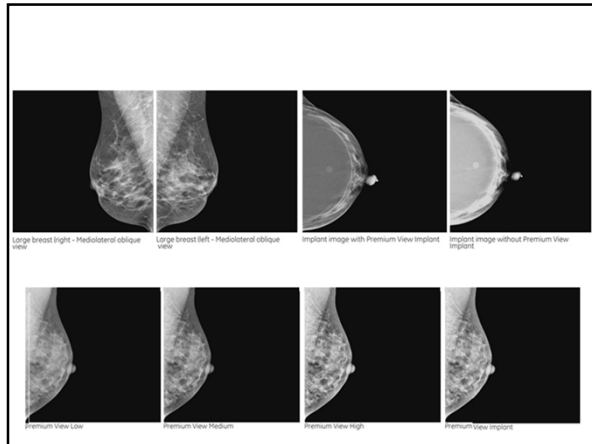 Large breast (right - Mediolateral oblique
view
Large breast (left - Mediolateral oblique
view
Implant image with Premium View Implant
Implant image without Premium View
Implant
Premium View Low
Premium View Medium
Premium View High
Premium View Implant